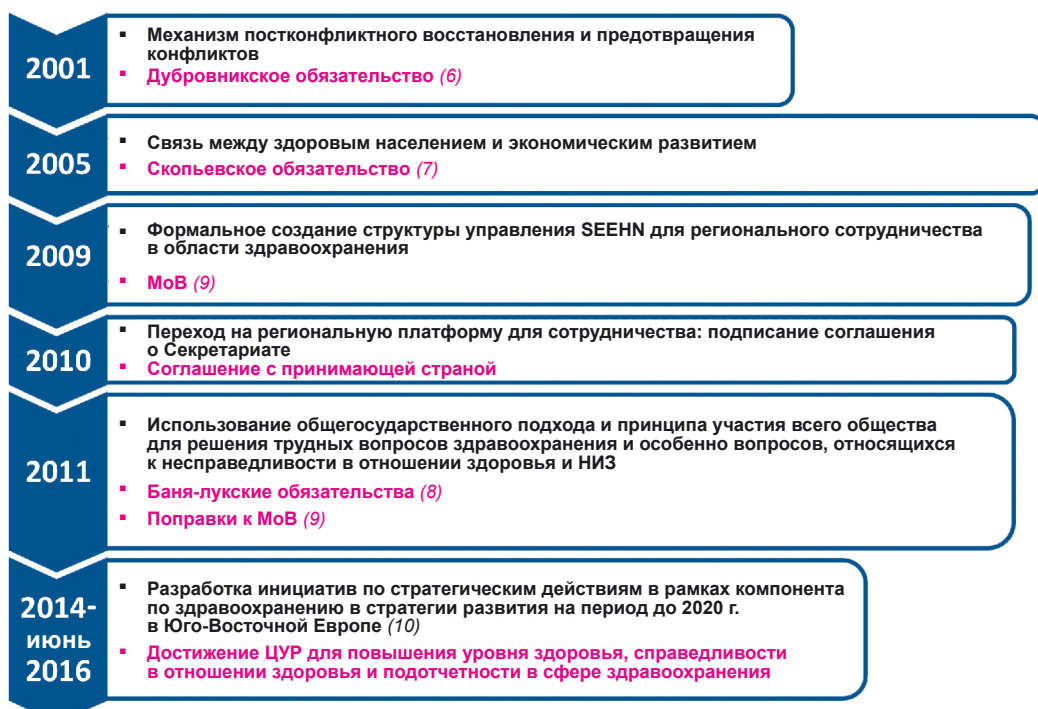 2001
▪ Механизм постконфликтного восстановления и предотвращения
конфликтов
▪ Дубровникское обязательство (6)
2005
▪ Связь между здоровым населением и экономическим развитием
▪ Скопьевское обязательство (7)
2009
▪ Формальное создание структуры управления SEEHN для регионального сотрудничества
в области здравоохранения
▪ МоВ (9)
2010
▪ Переход на региональную платформу для сотрудничества: подписание соглашения
о Секретариате
▪ Соглашение с принимающей страной
2011
▪ Использование общегосударственного подхода и принципа участия всего общества
для решения трудных вопросов здравоохранения и особенно вопросов, относящихся
к несправедливости в отношении здоровья и НИЗ
▪ Баня-лукские обязательства (8)
▪ Поправки к МоВ (9)
2014-
июнь
2016
▪ Разработка инициатив по стратегическим действиям в рамках компонента
по здравоохранению в стратегии развития на период до 2020 г.
в Юго-Восточной Европе (10)
▪ Достижение ЦУР для повышения уровня здоровья, справедливости
в отношении здоровья и подотчетности в сфере здравоохранения